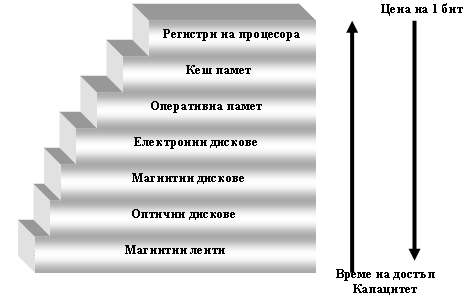 Цена на 1 бит
Регистри на процесора
Кеш памет
Оперативна памет
Електронни дискове
Магнитни дискове
Оптични дискове
Магнитни ленти
Време на достъп
Капацитет